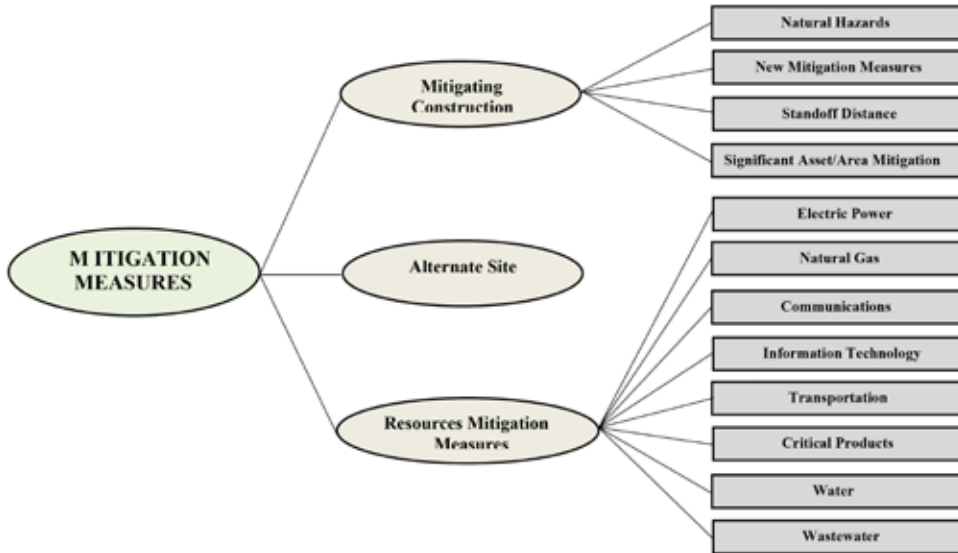 M ITIGATION
MEASURES
Mitigating
Construction
Alternate Site
Resources Mitigation
Measures
Natural Hazards
New Mitigation Measures
Standoff Distance
Significant Asset/Area Mitigation
Electric Power
Natural Gas
Communications
Information Technology
Transportation
Critical Products
Water
Wastewater